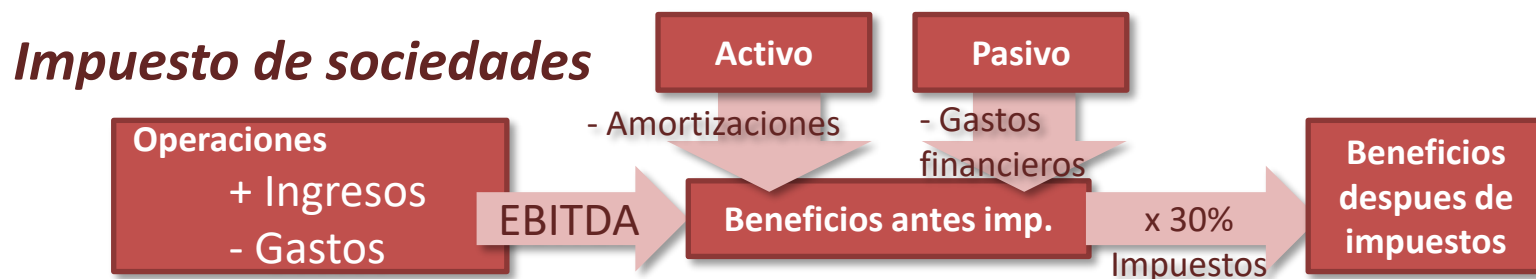 Impuesto de sociedades
Activo
Pasivo
- Amortizaciones
- Gastos
financieros
Operaciones
+ Ingresos
- Gastos
EBITDA
Beneficios antes imp.
x 30%
Impuestos
Beneficios
despues de
impuestos